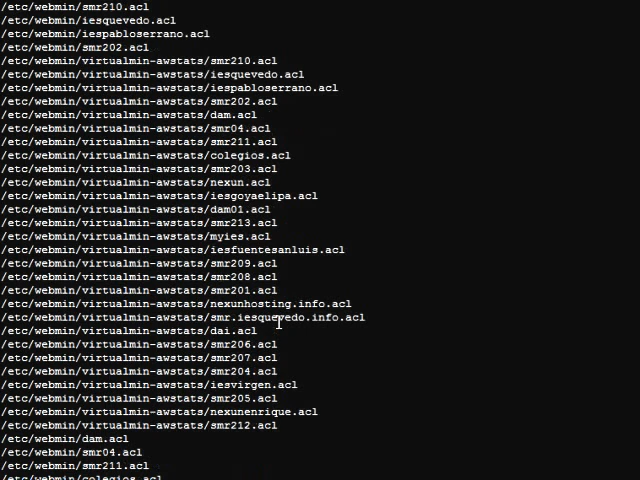 /etc/webmin/smr210.acl
/etc/webmin/iesquevedo.acl
/etc/webmin/iespabloserrano.acl
/etc/webmin/smr202.acl
/etc/webmin/virtualmin-awstats/smr210.acl
/etc/webmin/virtualmin-awstats/iesquevedo.acl
/etc/webmin/virtualmin-awstats/iespabloserrano.acl
/etc/webmin/virtualmin-awstats/smr202.acl
/etc/webmin/virtualmin-awstats/dam.acl
/etc/webmin/virtualmin-awstats/smr04.acl
/etc/webmin/virtualmin-awstats/smr211.acl
/etc/webmin/virtualmin-awstats/colegios.acl
/etc/webmin/virtualmin-awstats/smr203.acl
/etc/webmin/virtualmin-awstats/nexun.acl
/etc/webmin/virtualmin-awstats/iesgoyaelipa.acl
/etc/webmin/virtualmin-awstats/dam01.acl
/etc/webmin/virtualmin-awstats/smr213.acl
/etc/webmin/virtualmin-awstats/myies.acl
/etc/webmin/virtualmin-awstats/iesfuentesanluis.acl
/etc/webmin/virtualmin-awstats/smr209.acl
/etc/webmin/virtualmin-awstats/smr208.acl
/etc/webmin/virtualmin-awstats/smr201.acl
/etc/webmin/virtualmin-awstats/nexunhosting.info.acl
/etc/webmin/virtualmin-awstats/smr.iesquevedo.info.acl
/etc/webmin/virtualmin-awstats/dai.acl
/etc/webmin/virtualmin-awstats/smr206.acl
/etc/webmin/virtualmin-awstats/smr207.acl
/etc/webmin/virtualmin-awstats/smr204.acl
/etc/webmin/virtualmin-awstats/iesvirgen.acl
/etc/webmin/virtualmin-awstats/smr205.acl
/etc/webmin/virtualmin-awstats/nexunenrique.acl
/etc/webmin/virtualmin-awstats/smr212.acl
/etc/webmin/dam.acl
/etc/webmin/smr04.acl
/etc/webmin/smr211.acl
/etc/webmin/colegios.acl